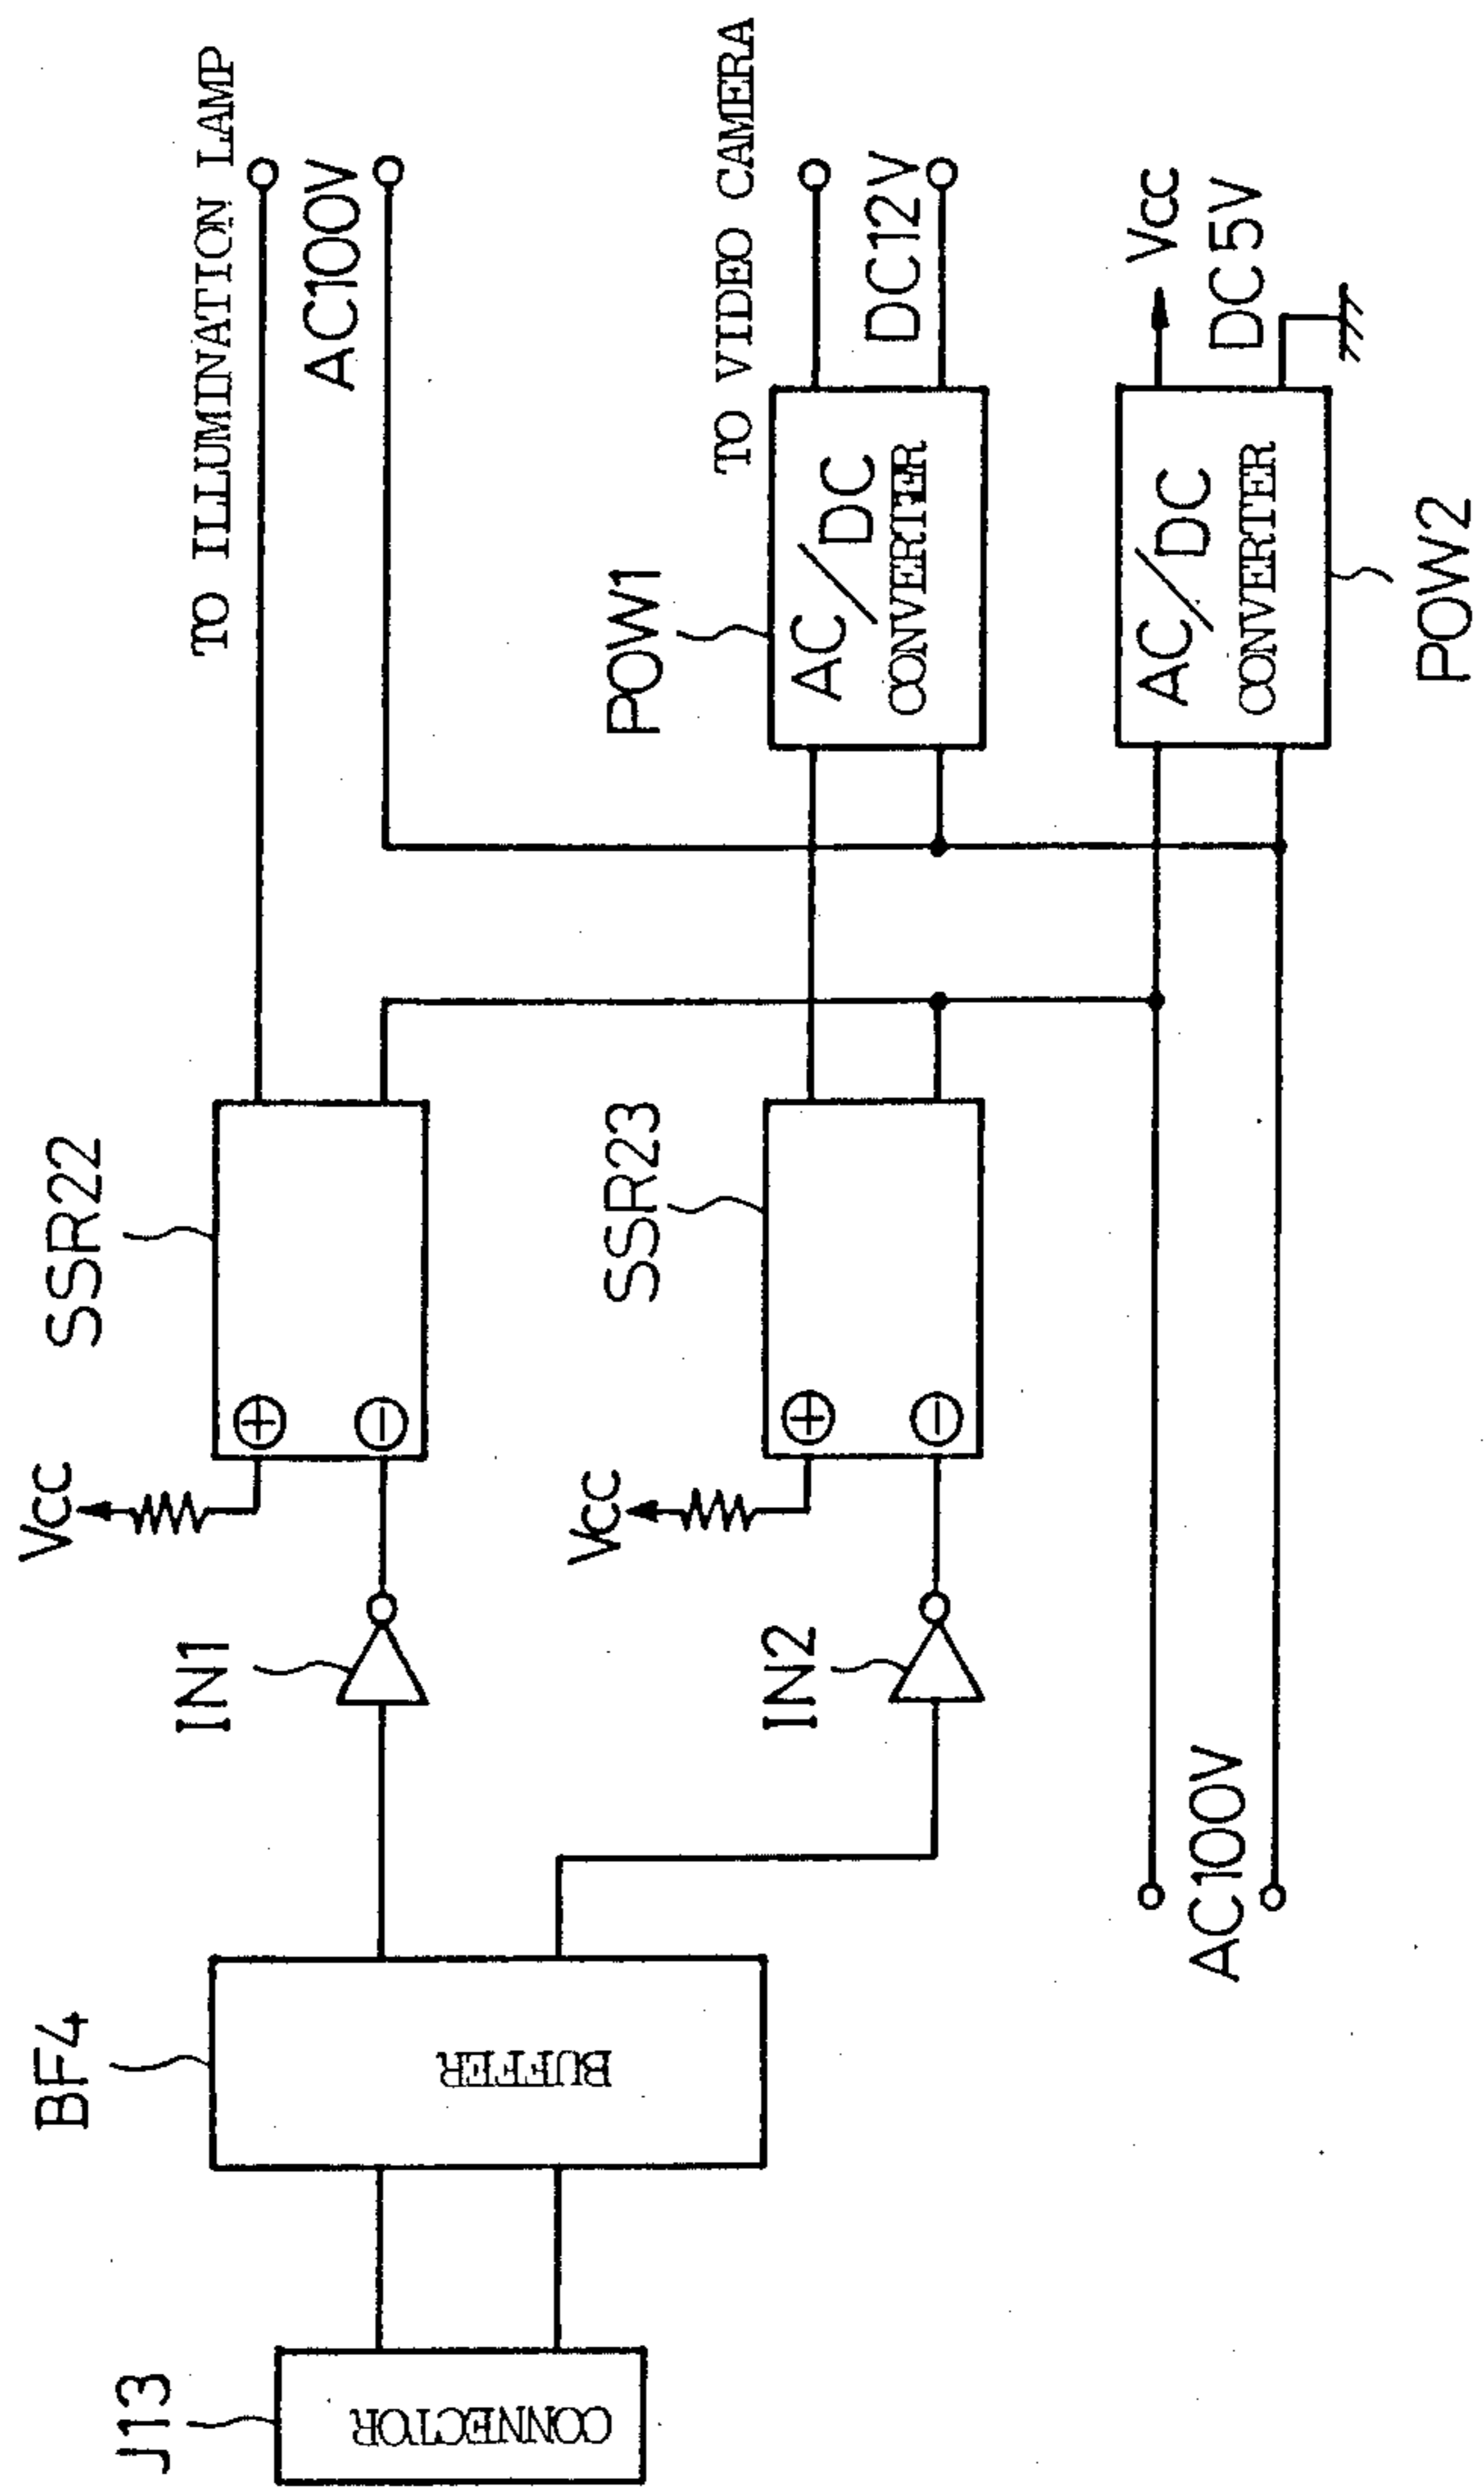 J13
CONNECTOR
BF4
BUFFER
IN1
Vcc
SSR22
+
−
TO ILLUMINATION LAMP
AC100V
IN2
Vcc
SSR23
+
−
POW1
AC/DC
CONVERTER
TO VIDEO CAMERA
DC12V
AC100V
AC/DC
CONVERTER
POW2
Vcc
DC5V